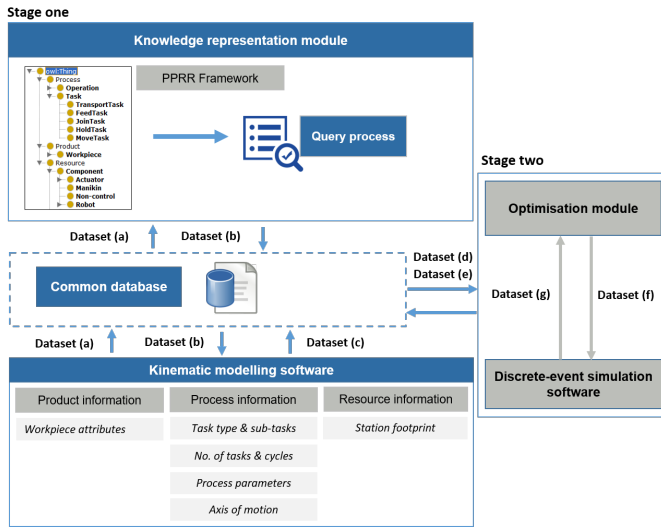 Stage one
Knowledge representation module
owl:Thing
Process
Operation
Task
TransportTask
FeedTask
JoinTask
HoldTask
MoveTask
Product
Workpiece
Resource
Component
Actuator
Manikin
Non-control
Robot
PPRR Framework
Query process
Dataset (a)
Dataset (b)
Common database
Dataset (d)
Dataset (e)
Dataset (a)
Dataset (b)
Dataset (c)
Kinematic modelling software
Product information
Process information
Resource information
Workpiece attributes
Task type & sub-tasks
Station footprint
No. of tasks & cycles
Process parameters
Axis of motion
Stage two
Optimisation module
Dataset (g)
Dataset (f)
Discrete-event simulation
software